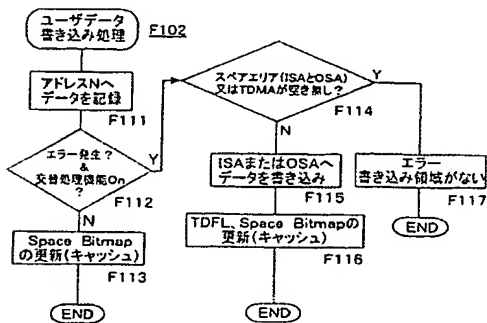 ユーザデータ
書き込み処理
F102
アドレスNへ
データを記録
F111
エラー発生？
＆
交替処理機能On
？
Y
F112
N
Space Bitmap
の更新(キャッシュ)
F113
END
スペアエリア(ISAとOSA)
又はTDMAが空き無し？
Y
F114
N
ISAまたはOSAへ
データを書き込み
F115
TDFL、Space Bitmapの
更新(キャッシュ)
F116
END
エラー
書き込み領域がない
F117
END